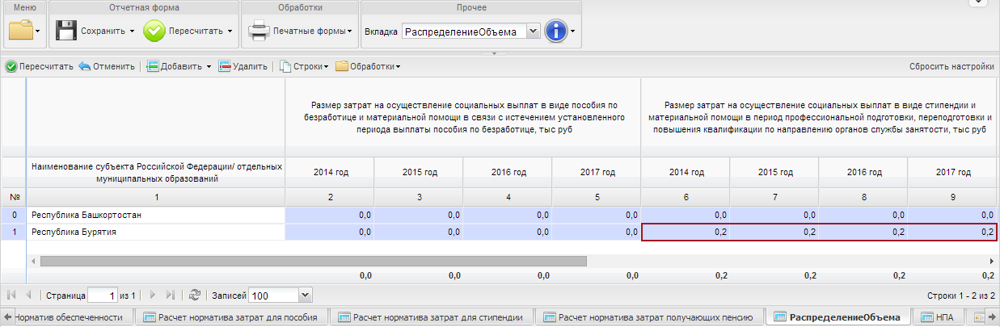 Меню
Отчетная форма
Обработки
Прочее
Сохранить
Пересчитать
Печатные формы
Вкладка
РаспределениеОбъема
Пересчитать
Отменить
Добавить
Удалить
Строки
Обработки
Сбросить настройки
Размер затрат на осуществление социальных выплат в виде пособия по
безработице и материальной помощи в связи с истечением установленного
периода выплаты пособия по безработице, тыс руб
Размер затрат на осуществление социальных выплат в виде стипендии и
материальной помощи в период профессиональной подготовки, переподготовки и
повышения квалификации по направлению органов службы занятости, тыс руб
Наименование субъекта Российской Федерации/ отдельных
муниципальных образований
2014 год 2015 год 2016 год 2017 год 2014 год 2015 год 2016 год 2017 год
№ 1 2 3 4 5 6 7 8 9
0 Республика Башкортостан 0,0 0,0 0,0 0,0 0,0 0,0 0,0 0,0
1 Республика Бурятия 0,0 0,0 0,0 0,0 0,2 0,2 0,2 0,2
0,0 0,0 0,0 0,0 0,2 0,2 0,2 0,2
Страница 1 из 1 Записей 100 Строки 1 - 2 из 2
Норматив обеспеченности
Расчет норматива затрат для пособия
Расчет норматива затрат для стипендии
Расчет норматива затрат получающих пенсию
РаспределениеОбъема
НПА